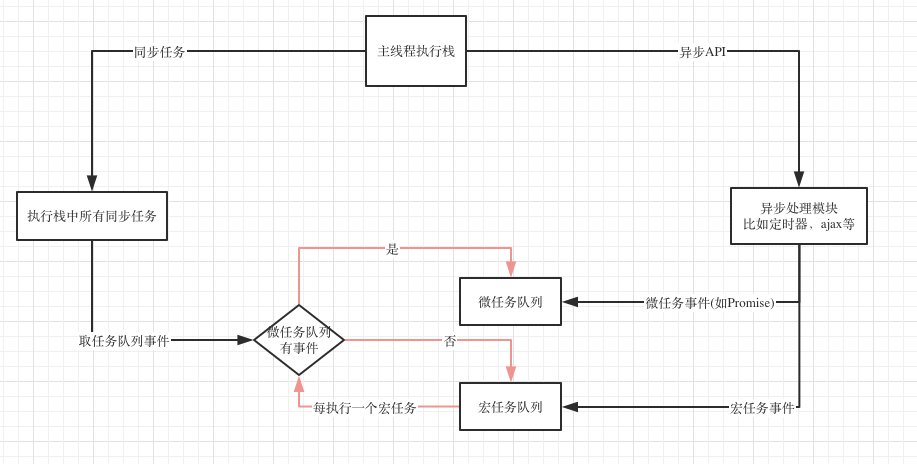 主线程执行栈
同步任务
异步API
执行栈中所有同步任务
异步处理模块
比如定时器，ajax等
是
微任务队列
微任务事件(如Promise)
取任务队列事件
微任务队列
有事件
否
每执行一个宏任务
宏任务队列
宏任务事件